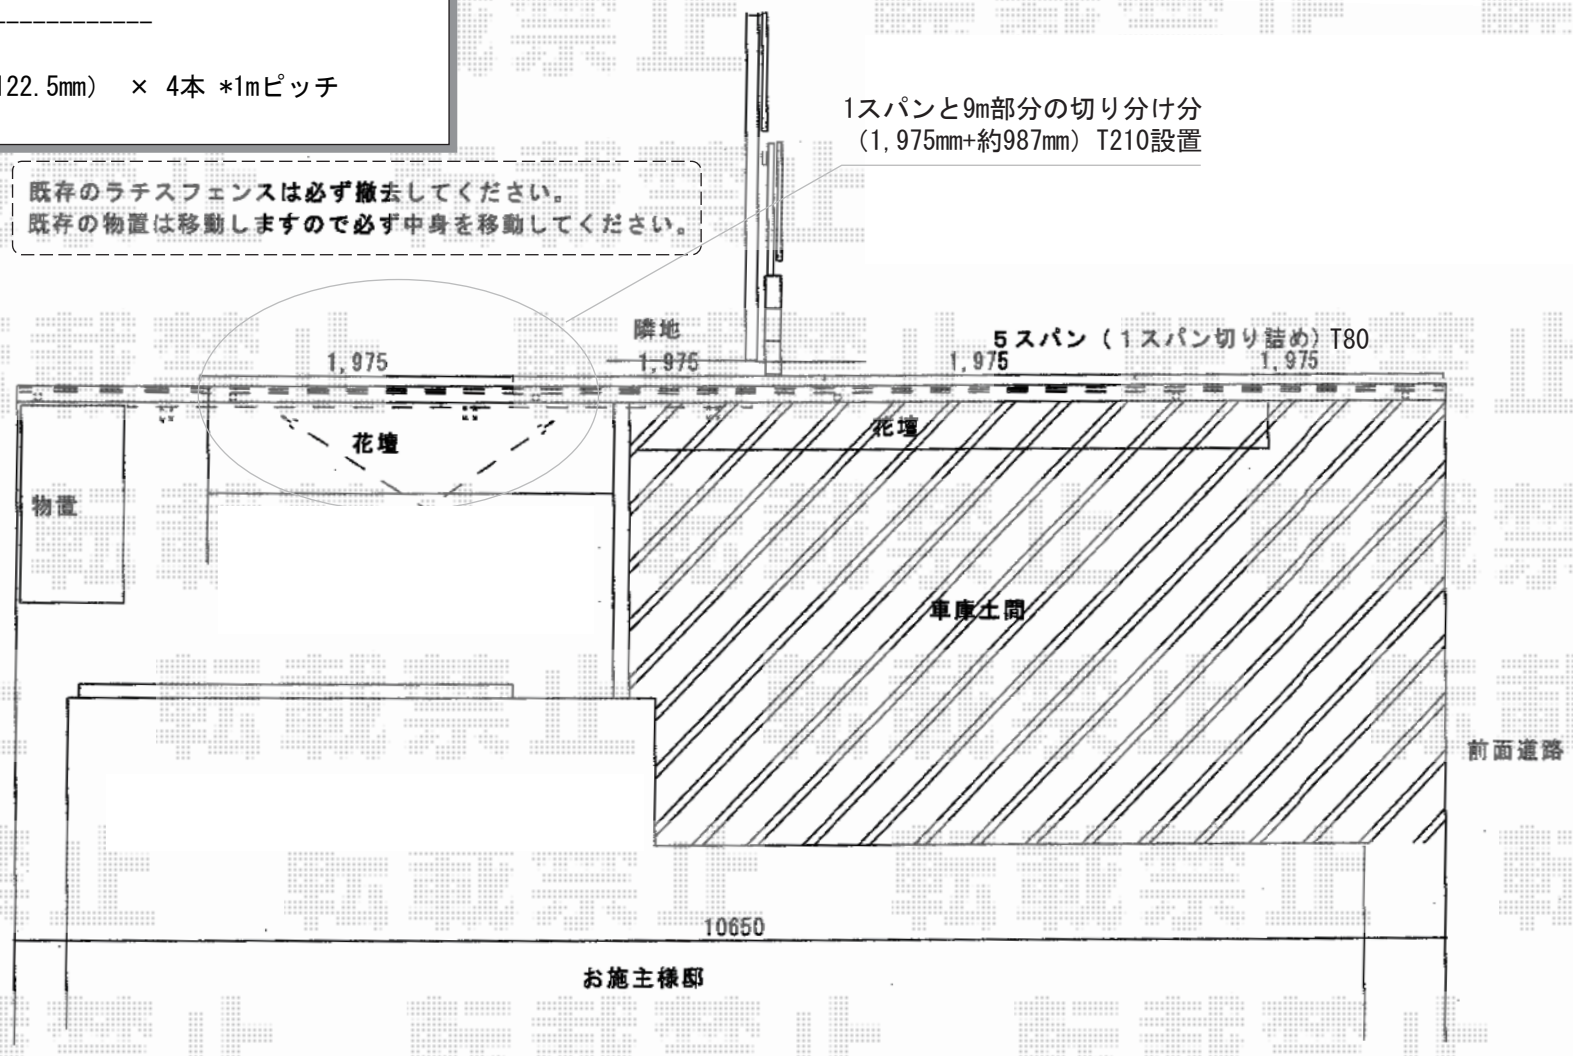 ------------
122.5mm) × 4本 *1mピッチ
1スパンと9m部分の切り分け分
(1,975mm+約987mm) T210設置
既存のラチスフェンスは必ず撤去してください。
既存の物置は移動しますので必ず中身を移動してください。
隣地
5スパン (1スパン切り詰め) T80
1,975
1,975
1,975
1,975
花壇
花壇
物置
車庫土間
前面道路
10650
お施主様邸
転載禁止